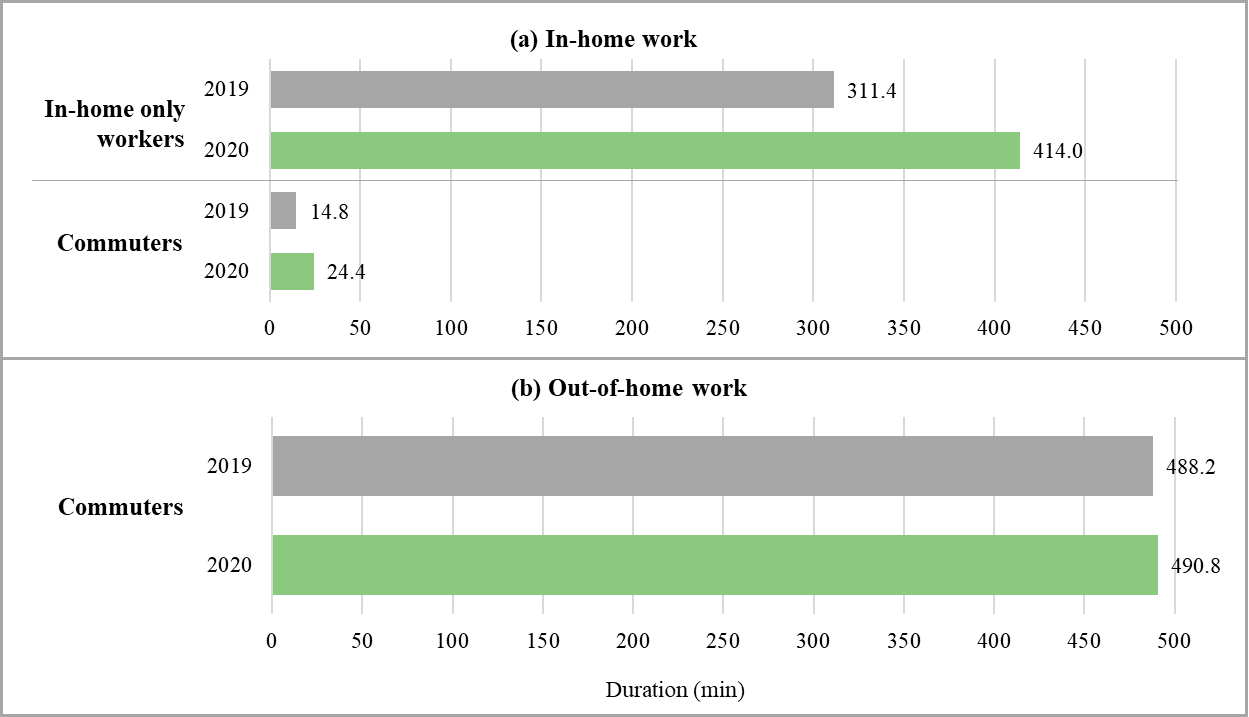 (a) In-home work
2019
311.4
In-home only
workers
2020
414.0
2019
14.8
Commuters
2020
24.4
0 50 100 150 200 250 300 350 400 450 500
(b) Out-of-home work
2019
488.2
Commuters
2020
490.8
0 50 100 150 200 250 300 350 400 450 500
Duration (min)